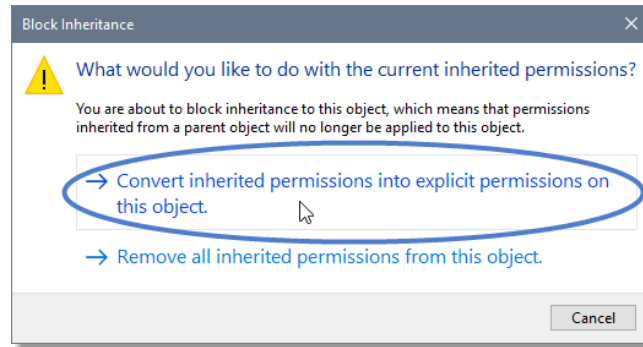 Block Inheritance
What would you like to do with the current inherited permissions?
You are about to block inheritance to this object, which means that permissions
inherited from a parent object will no longer be applied to this object.
→ Convert inherited permissions into explicit permissions on
this object.
→ Remove all inherited permissions from this object.
Cancel